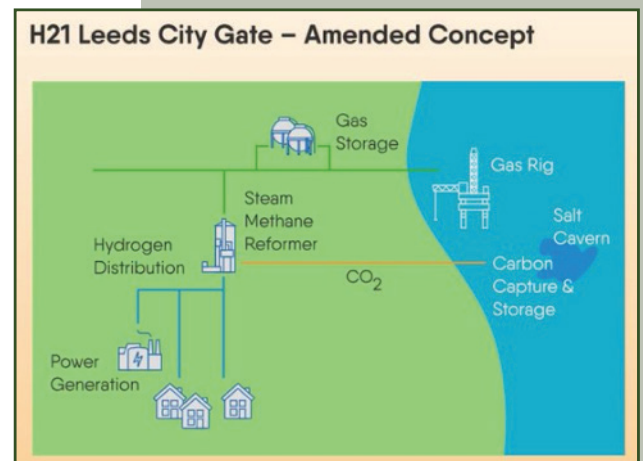 H21 Leeds City Gate – Amended Concept
Gas
Storage
Gas Rig
Steam
Methane
Reformer
Salt
Cavern
Hydrogen
Distribution
CO₂
Carbon
Capture &
Storage
Power
Generation